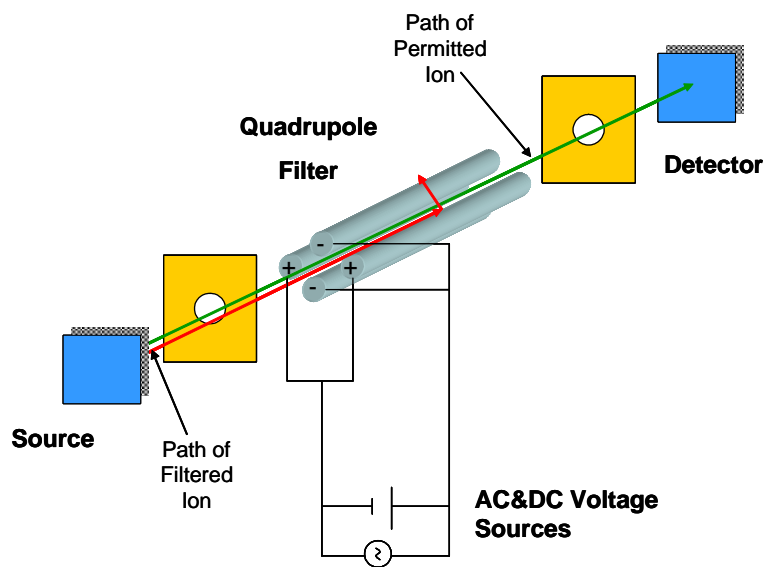 Path of
Permitted
Ion
Quadrupole
Filter
Detector
-
+
+
-
Source
Path of
Filtered
Ion
AC&DC Voltage
Sources
~